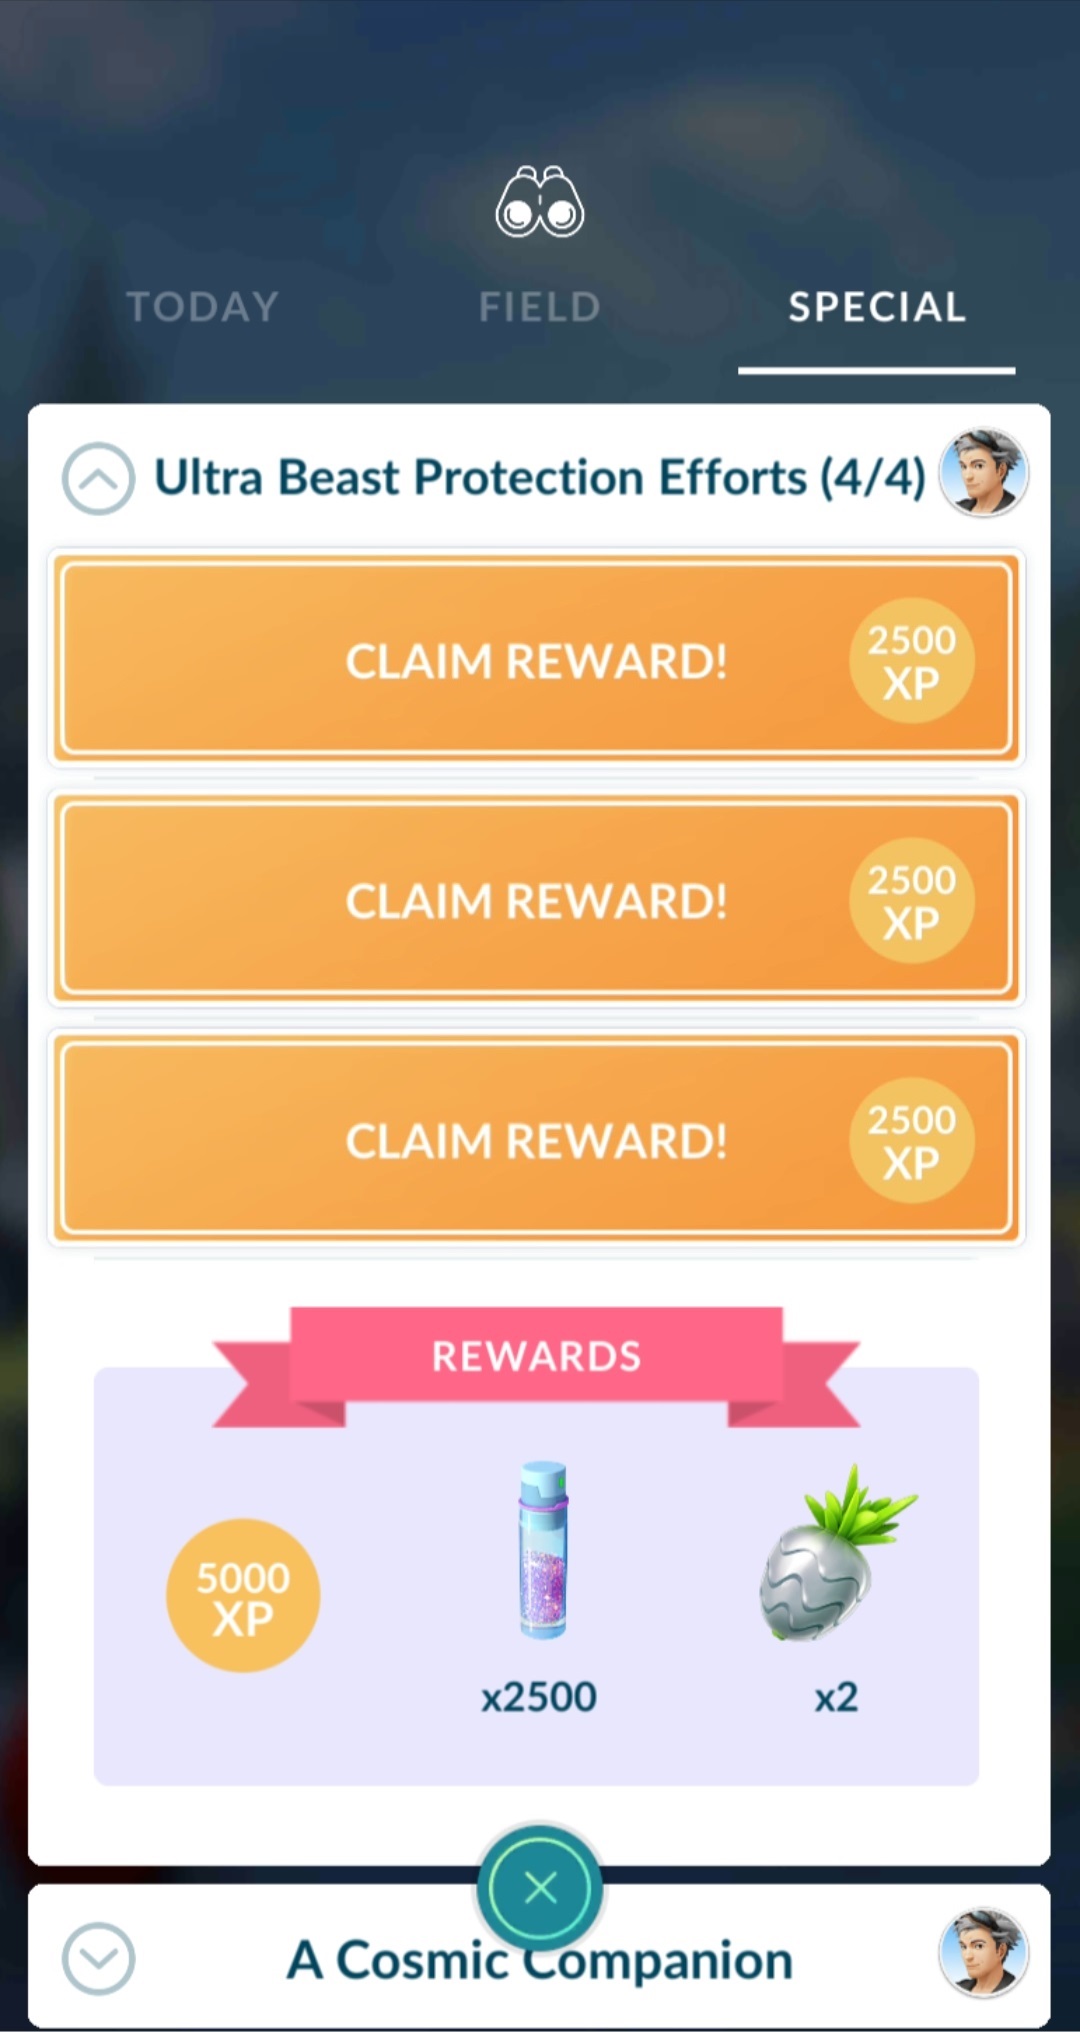 TODAY
FIELD
SPECIAL
Ultra Beast Protection Efforts (4/4)
CLAIM REWARD!
2500
XP
CLAIM REWARD!
2500
XP
CLAIM REWARD!
2500
XP
REWARDS
5000
XP
x2500
x2
A Cosmic Companion